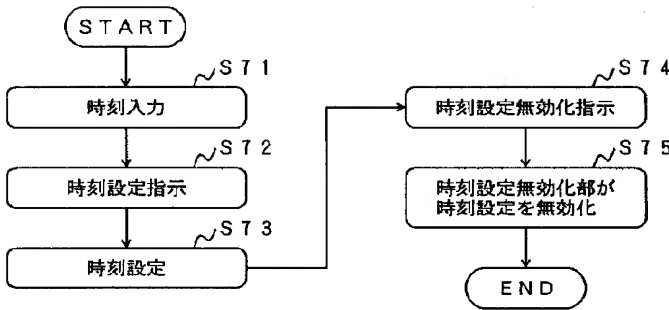 START
S71
時刻入力
S72
時刻設定指示
S73
時刻設定
S74
時刻設定無効化指示
S75
時刻設定無効化部が
時刻設定を無効化
END